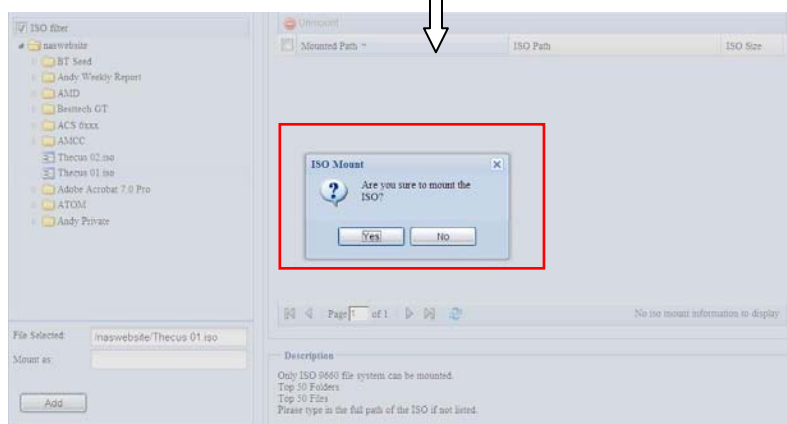 ISO filter
naswebsite
BT Seed
Andy Weekly Report
AMD
Besttech GT
ACS 6xxx
AMCC
Thecus 02.iso
Thecus 01.iso
Adobe Acrobat 7.0 Pro
ATOM
Andy Private
File Selected: /naswebsite/Thecus 01.iso
Mount as:
Add
Unmount
Mounted Path ISO Path ISO Size
ISO Mount
Are you sure to mount the
ISO?
Yes No
Page 1 of 1 No iso mount information to display
Description
Only ISO 9660 file system can be mounted.
Top 50 Folders
Top 50 Files
Please type in the full path of the ISO if not listed.